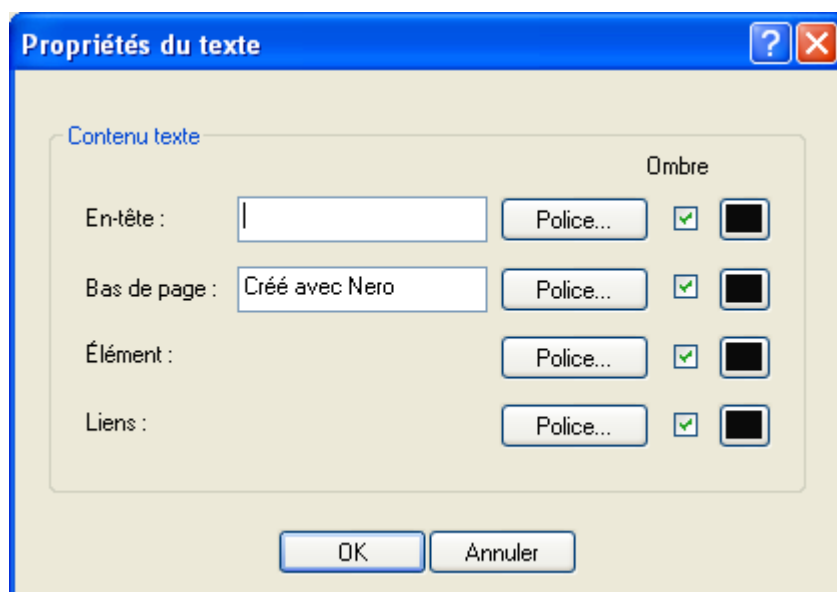 Propriétés du texte
Contenu texte
Ombre
En-tête : Police...
Bas de page : Créé avec Nero Police...
Élément : Police...
Liens : Police...
OK Annuler